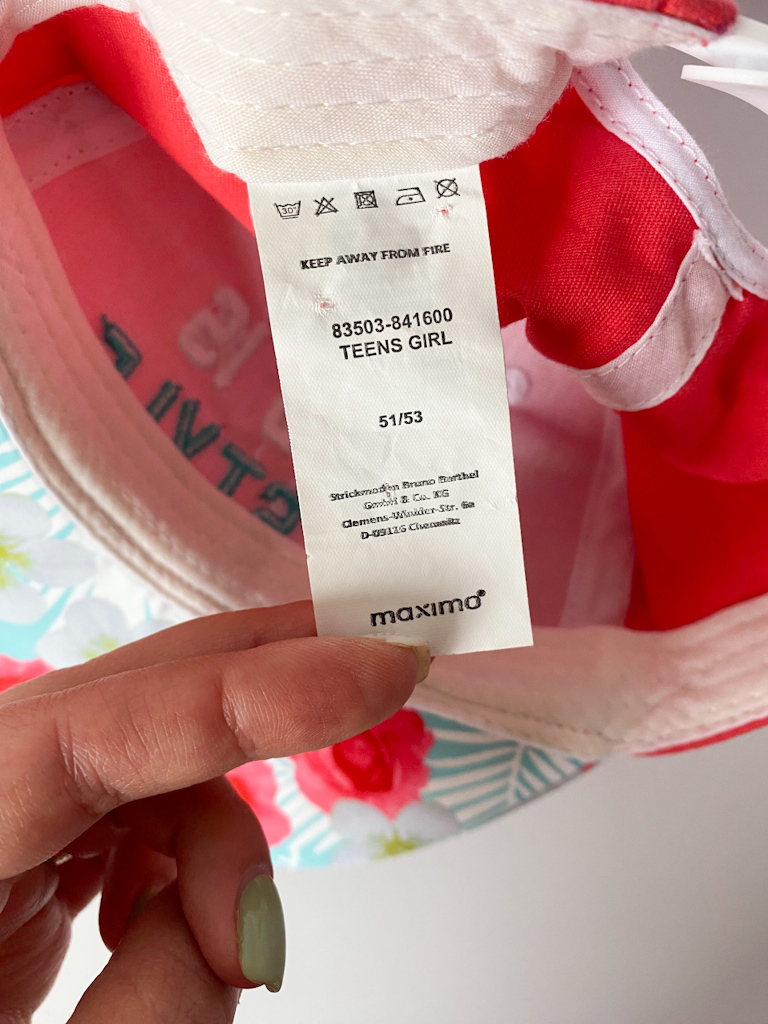 30°
KEEP AWAY FROM FIRE
83503-841600
TEENS GIRL
51/53
Strickmoden Bruno Barthel
GmbH & Co. KG
Clemens-Winkler-Str. 6a
D-09116 Chemnitz
maximo®